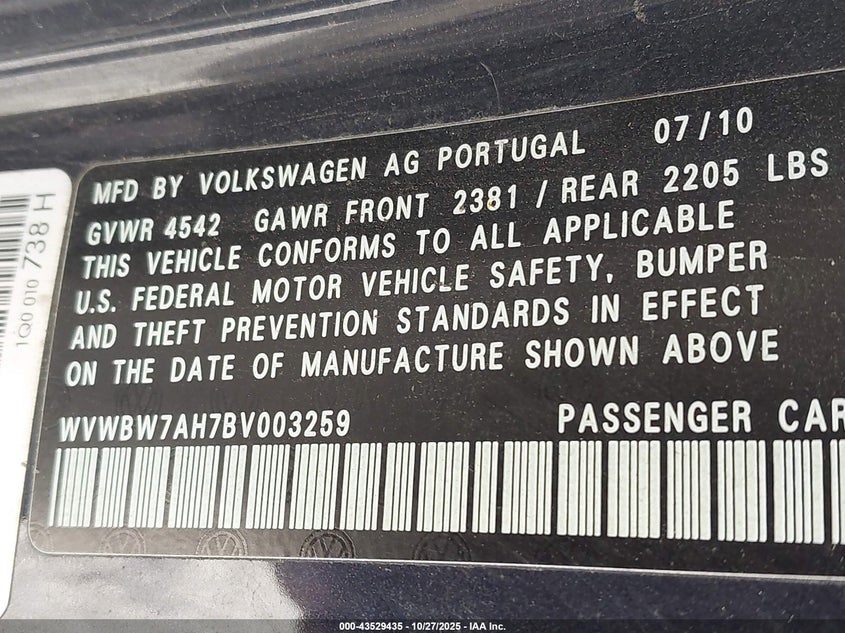 MFD BY VOLKSWAGEN AG PORTUGAL 07/10
GVWR 4542 GAWR FRONT 2381 / REAR 2205 LBS
THIS VEHICLE CONFORMS TO ALL APPLICABLE
U.S. FEDERAL MOTOR VEHICLE SAFETY, BUMPER
AND THEFT PREVENTION STANDARDS IN EFFECT
ON THE DATE OF MANUFACTURE SHOWN ABOVE
WVWBW7AH7BV003259 PASSENGER CAR
1Q0 010 738 H
000-43529435 | 10/27/2025 | IAA Inc.